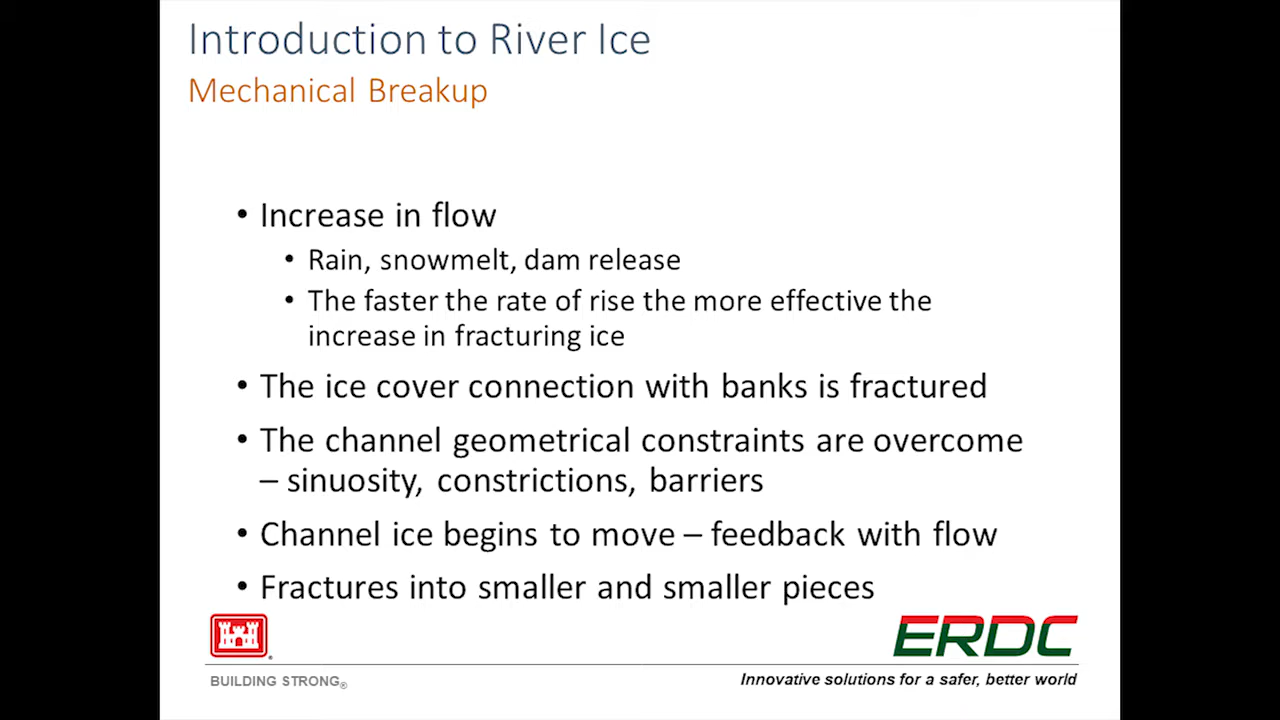 Introduction to River Ice
Mechanical Breakup
• Increase in flow
• Rain, snowmelt, dam release
• The faster the rate of rise the more effective the
increase in fracturing ice
• The ice cover connection with banks is fractured
• The channel geometrical constraints are overcome
– sinuosity, constrictions, barriers
• Channel ice begins to move – feedback with flow
• Fractures into smaller and smaller pieces
ERDC
BUILDING STRONG®
Innovative solutions for a safer, better world